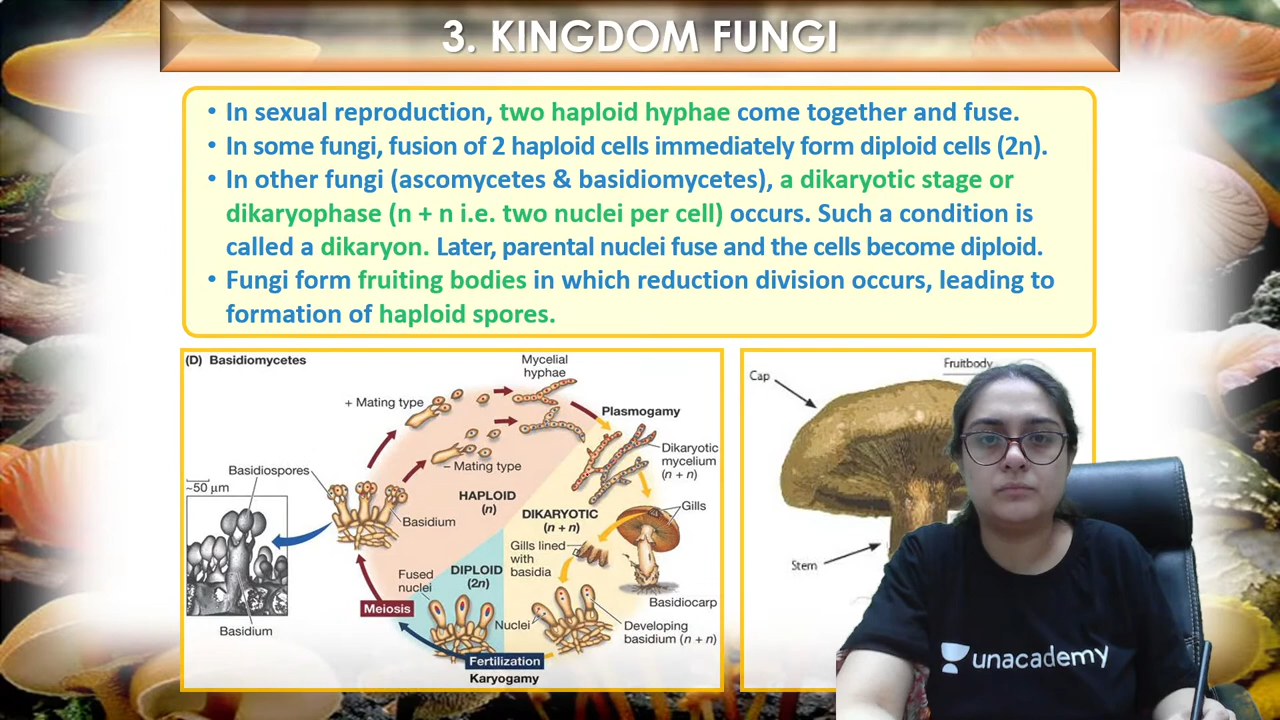 3. KINGDOM FUNGI
• In sexual reproduction, two haploid hyphae come together and fuse.
• In some fungi, fusion of 2 haploid cells immediately form diploid cells (2n).
• In other fungi (ascomycetes & basidiomycetes), a dikaryotic stage or
dikaryophase (n + n i.e. two nuclei per cell) occurs. Such a condition is
called a dikaryon. Later, parental nuclei fuse and the cells become diploid.
• Fungi form fruiting bodies in which reduction division occurs, leading to
formation of haploid spores.
(D) Basidiomycetes
Mycelial
hyphae
+ Mating type
Plasmogamy
Dikaryotic
mycelium
(n + n)
– Mating type
Basidiospores
~50 µm
HAPLOID
(n)
Basidium
DIKARYOTIC
(n + n)
Gills
Gills lined
with
basidia
DIPLOID
(2n)
Fused
nuclei
Basidiocarp
Meiosis
Nuclei
Developing
basidium (n + n)
Basidium
Fertilization
Karyogamy
Fruitbody
Cap
Stem
unacademy